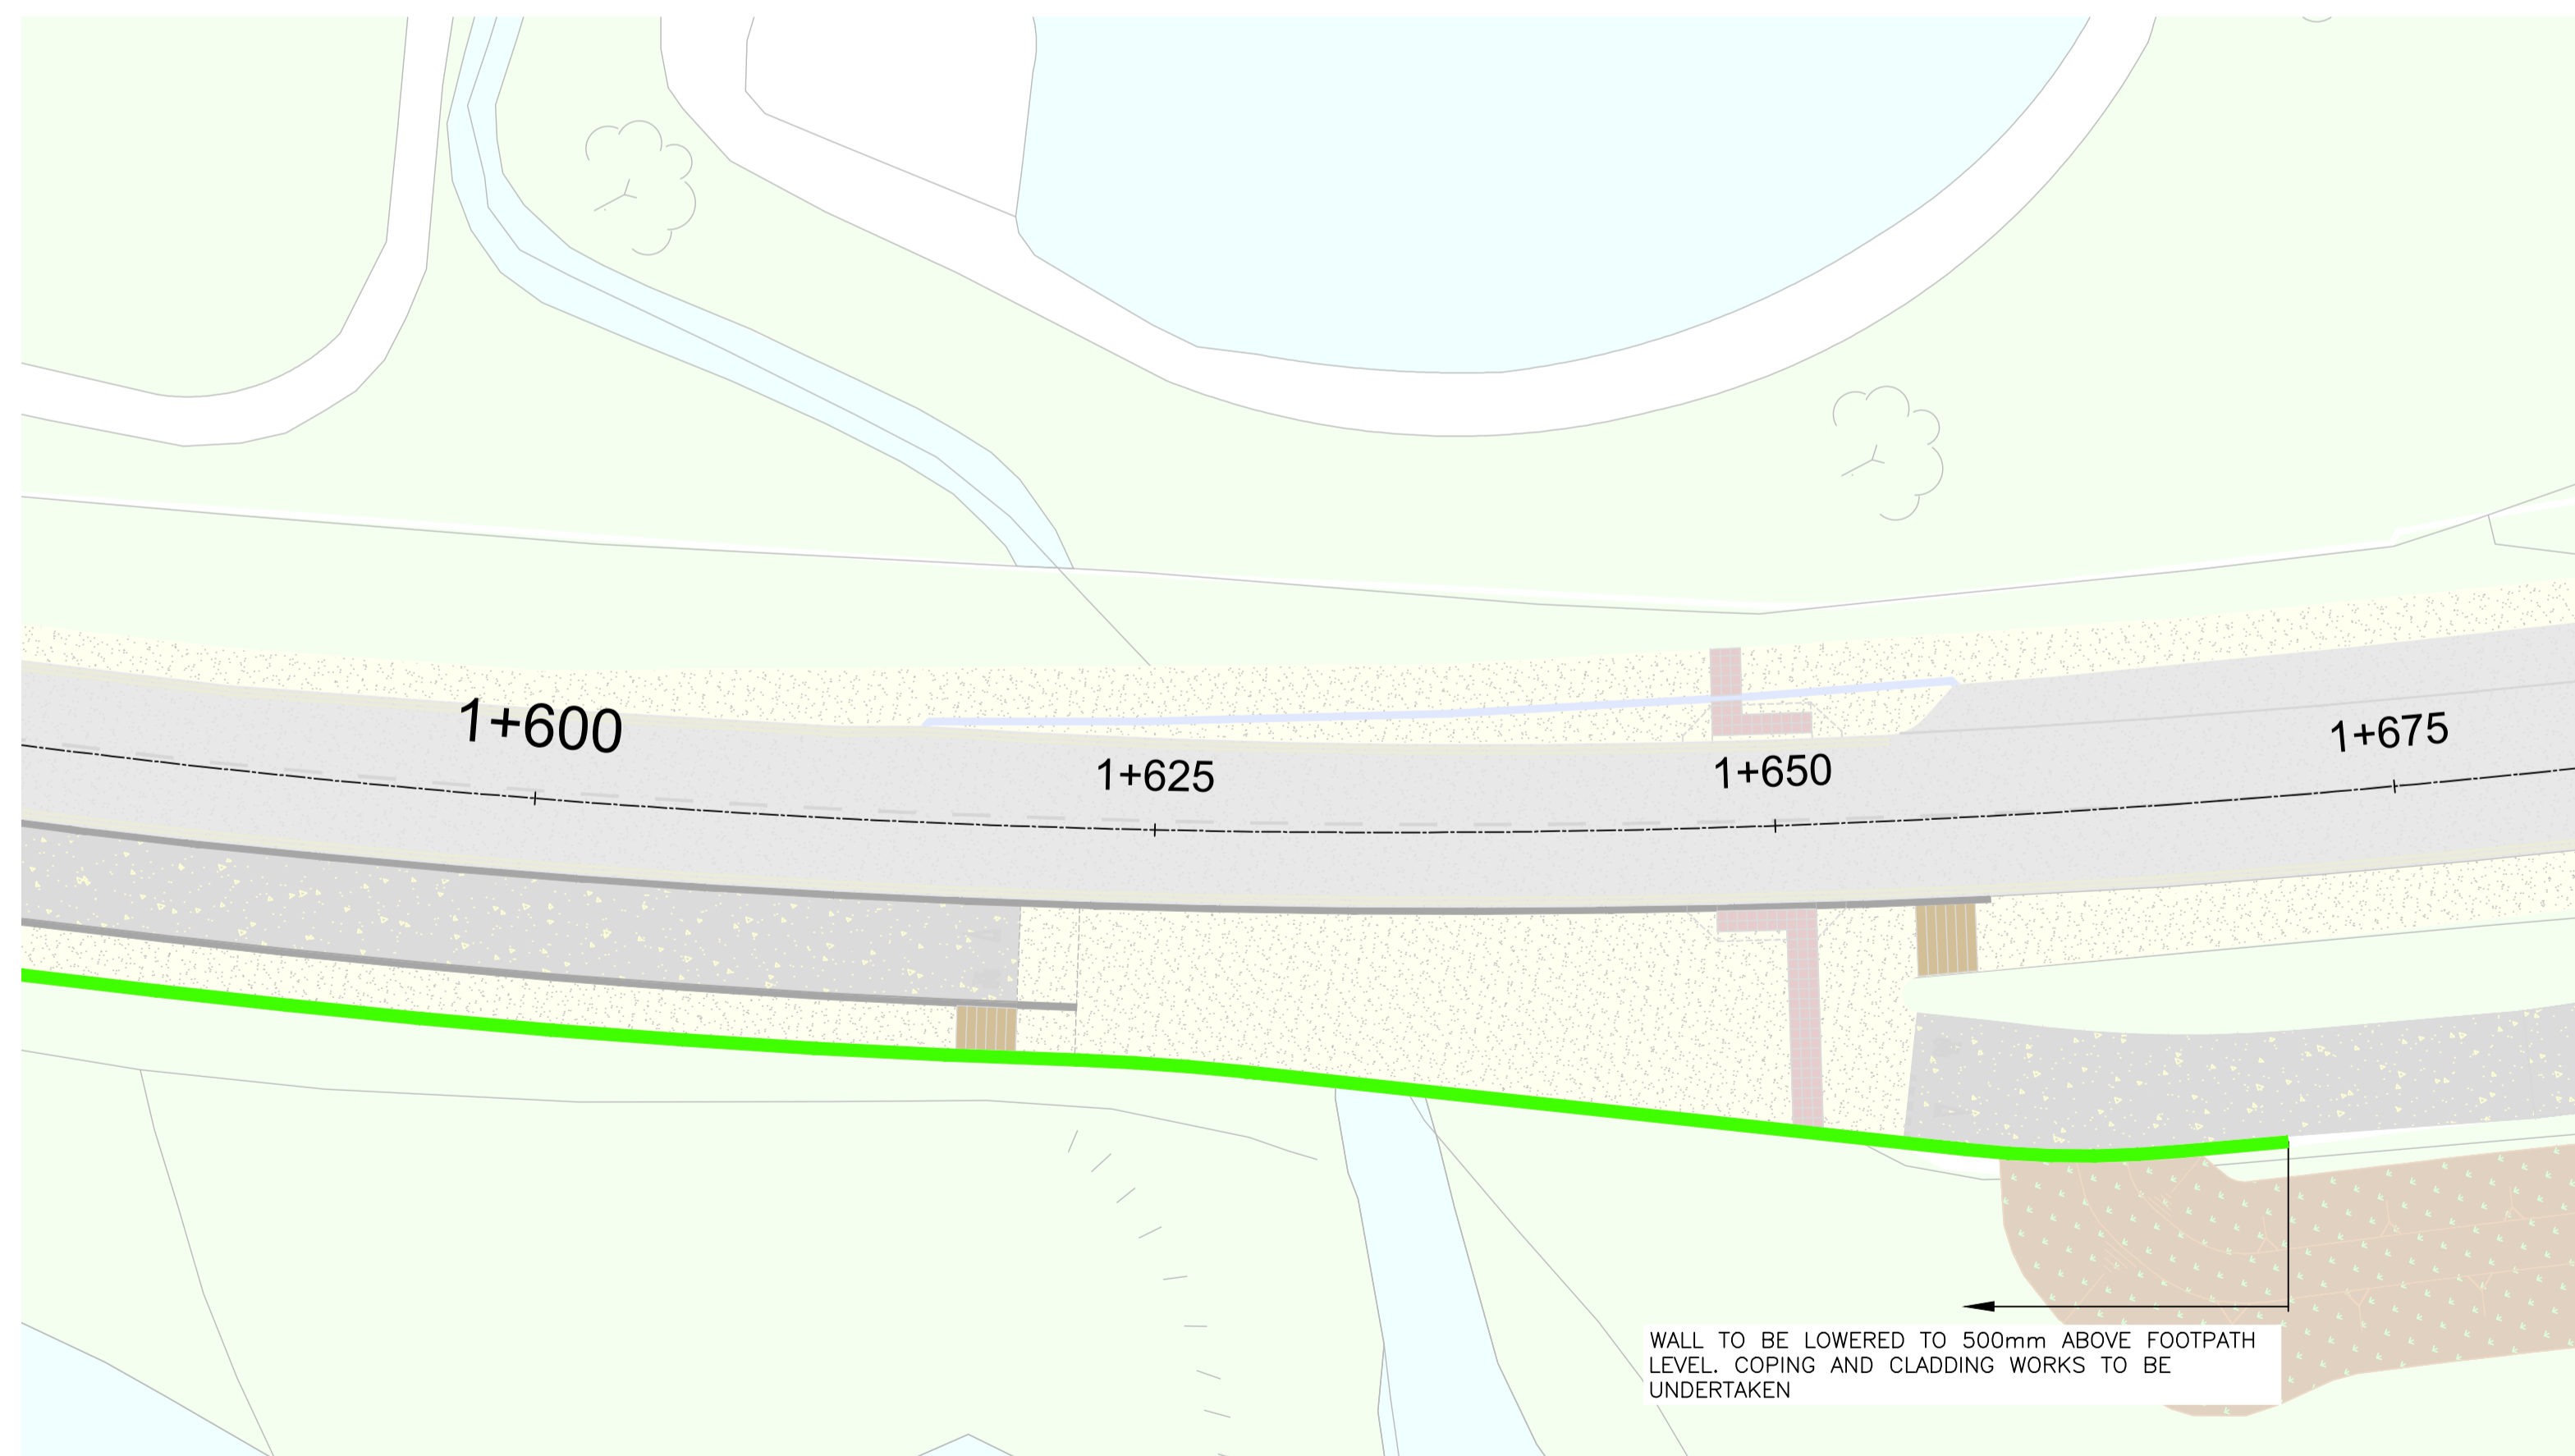 1+600
1+625
1+650
1+675
WALL TO BE LOWERED TO 500mm ABOVE FOOTPATH
LEVEL. COPING AND CLADDING WORKS TO BE
UNDERTAKEN